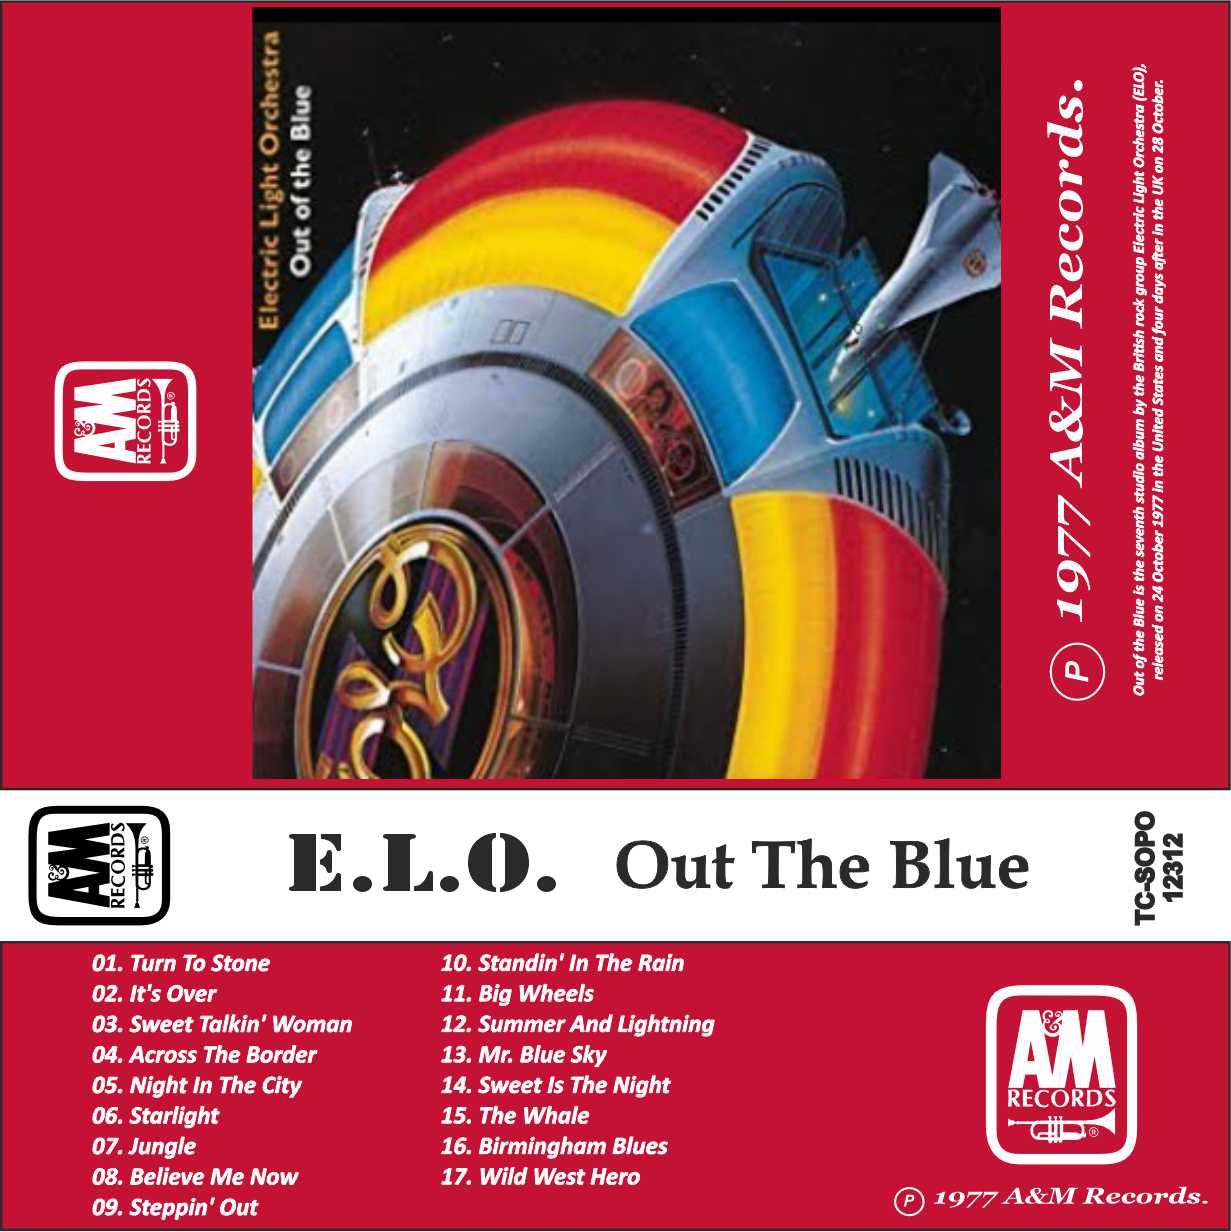 Electric Light Orchestra
Out of the Blue
A&M
RECORDS
®
P 1977 A&M Records.
Out of the Blue is the seventh studio album by the British rock group Electric Light Orchestra (ELO),
released on 24 October 1977 in the United States and four days after in the UK on 28 October.
A&M
RECORDS
®
E.L.O. Out The Blue
TC-SOPO
12312
01. Turn To Stone
02. It's Over
03. Sweet Talkin' Woman
04. Across The Border
05. Night In The City
06. Starlight
07. Jungle
08. Believe Me Now
09. Steppin' Out
10. Standin' In The Rain
11. Big Wheels
12. Summer And Lightning
13. Mr. Blue Sky
14. Sweet Is The Night
15. The Whale
16. Birmingham Blues
17. Wild West Hero
A&M
RECORDS
®
P 1977 A&M Records.